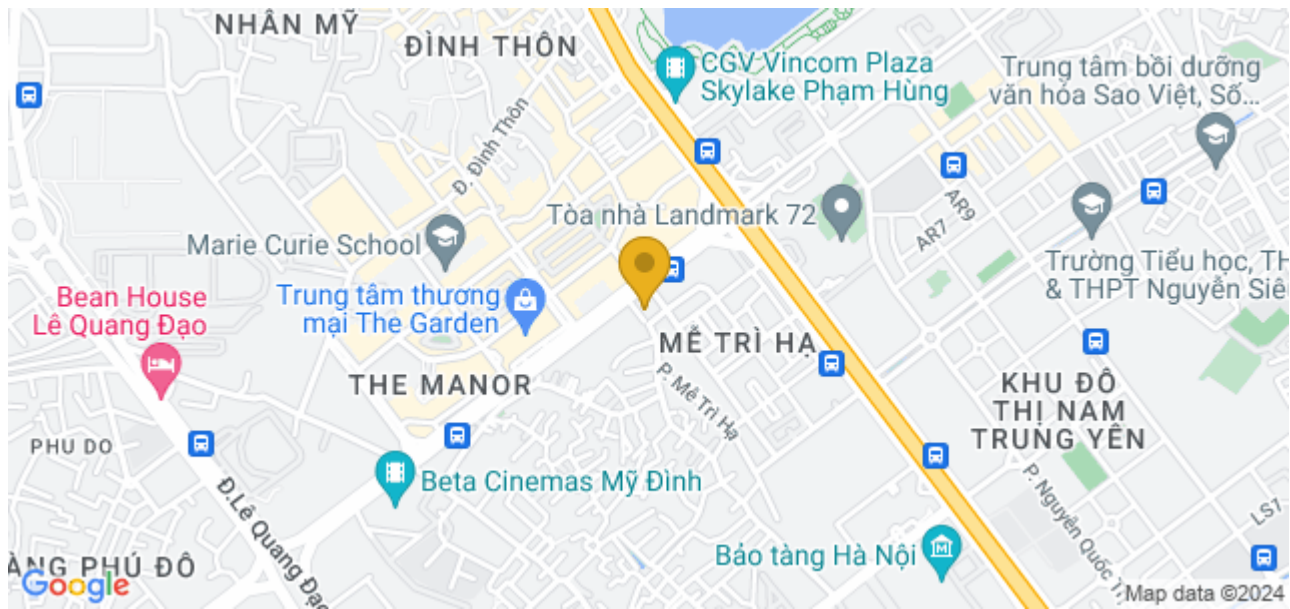 NHÂN MỸ
ĐÌNH THÔN
CGV Vincom Plaza
Skylake Phạm Hùng
Trung tâm bồi dưỡng
văn hóa Sao Việt, Số...
Đ. Đình Thôn
Tòa nhà Landmark 72
AR9
AR7
Marie Curie School
Trường Tiểu học, TH
& THPT Nguyễn Siêu
Bean House
Lê Quang Đạo
Trung tâm thương
mại The Garden
MỄ TRÌ HẠ
THE MANOR
P. Mễ Trì Hạ
KHU ĐÔ
THỊ NAM
TRUNG YÊN
PHU DO
Beta Cinemas Mỹ Đình
Đ.Lê Quang Đạo
P. Nguyễn Quốc T
LS7
Bảo tàng Hà Nội
ÀNG PHÚ ĐÔ
Google
Map data ©2024